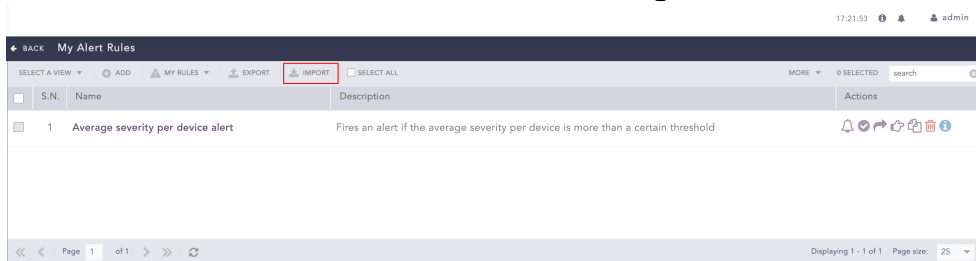 17:21:53 admin
BACK My Alert Rules
SELECT A VIEW ADD MY RULES EXPORT IMPORT SELECT ALL MORE 0 SELECTED search
S.N. Name Description Actions
1 Average severity per device alert Fires an alert if the average severity per device is more than a certain threshold
Page 1 of 1 Displaying 1 - 1 of 1 Page size: 25